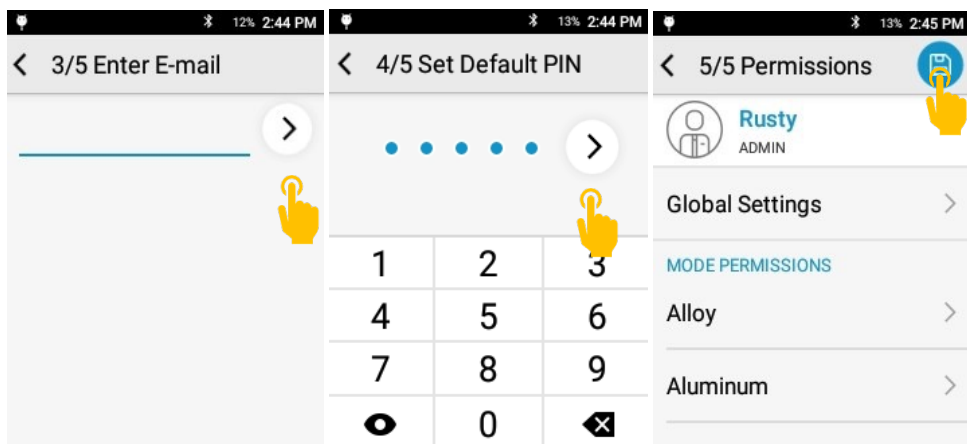 12% 2:44 PM
3/5 Enter E-mail
13% 2:44 PM
4/5 Set Default PIN
1 2 3
4 5 6
7 8 9
0
13% 2:45 PM
5/5 Permissions
Rusty
ADMIN
Global Settings
MODE PERMISSIONS
Alloy
Aluminum